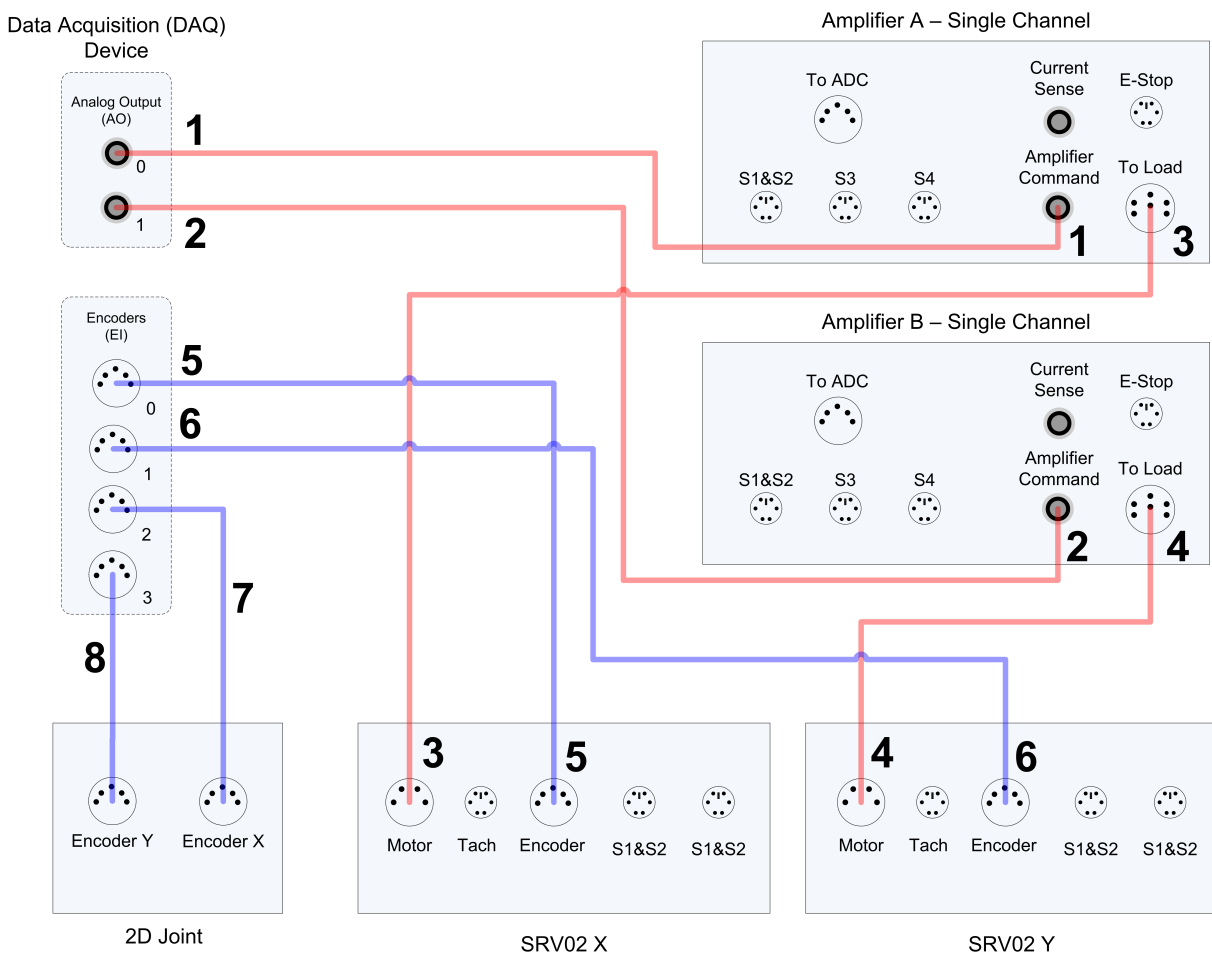 Data Acquisition (DAQ)
Device
Analog Output
(AO)
0
1
1
2
Amplifier A – Single Channel
To ADC
Current
Sense
E-Stop
S1&S2
S3
S4
Amplifier
Command
To Load
1
3
Encoders
(EI)
0
1
2
3
5
6
7
8
Amplifier B – Single Channel
To ADC
Current
Sense
E-Stop
S1&S2
S3
S4
Amplifier
Command
To Load
2
4
Encoder Y
Encoder X
2D Joint
3
5
Motor
Tach
Encoder
S1&S2
S1&S2
SRV02 X
4
6
Motor
Tach
Encoder
S1&S2
S1&S2
SRV02 Y